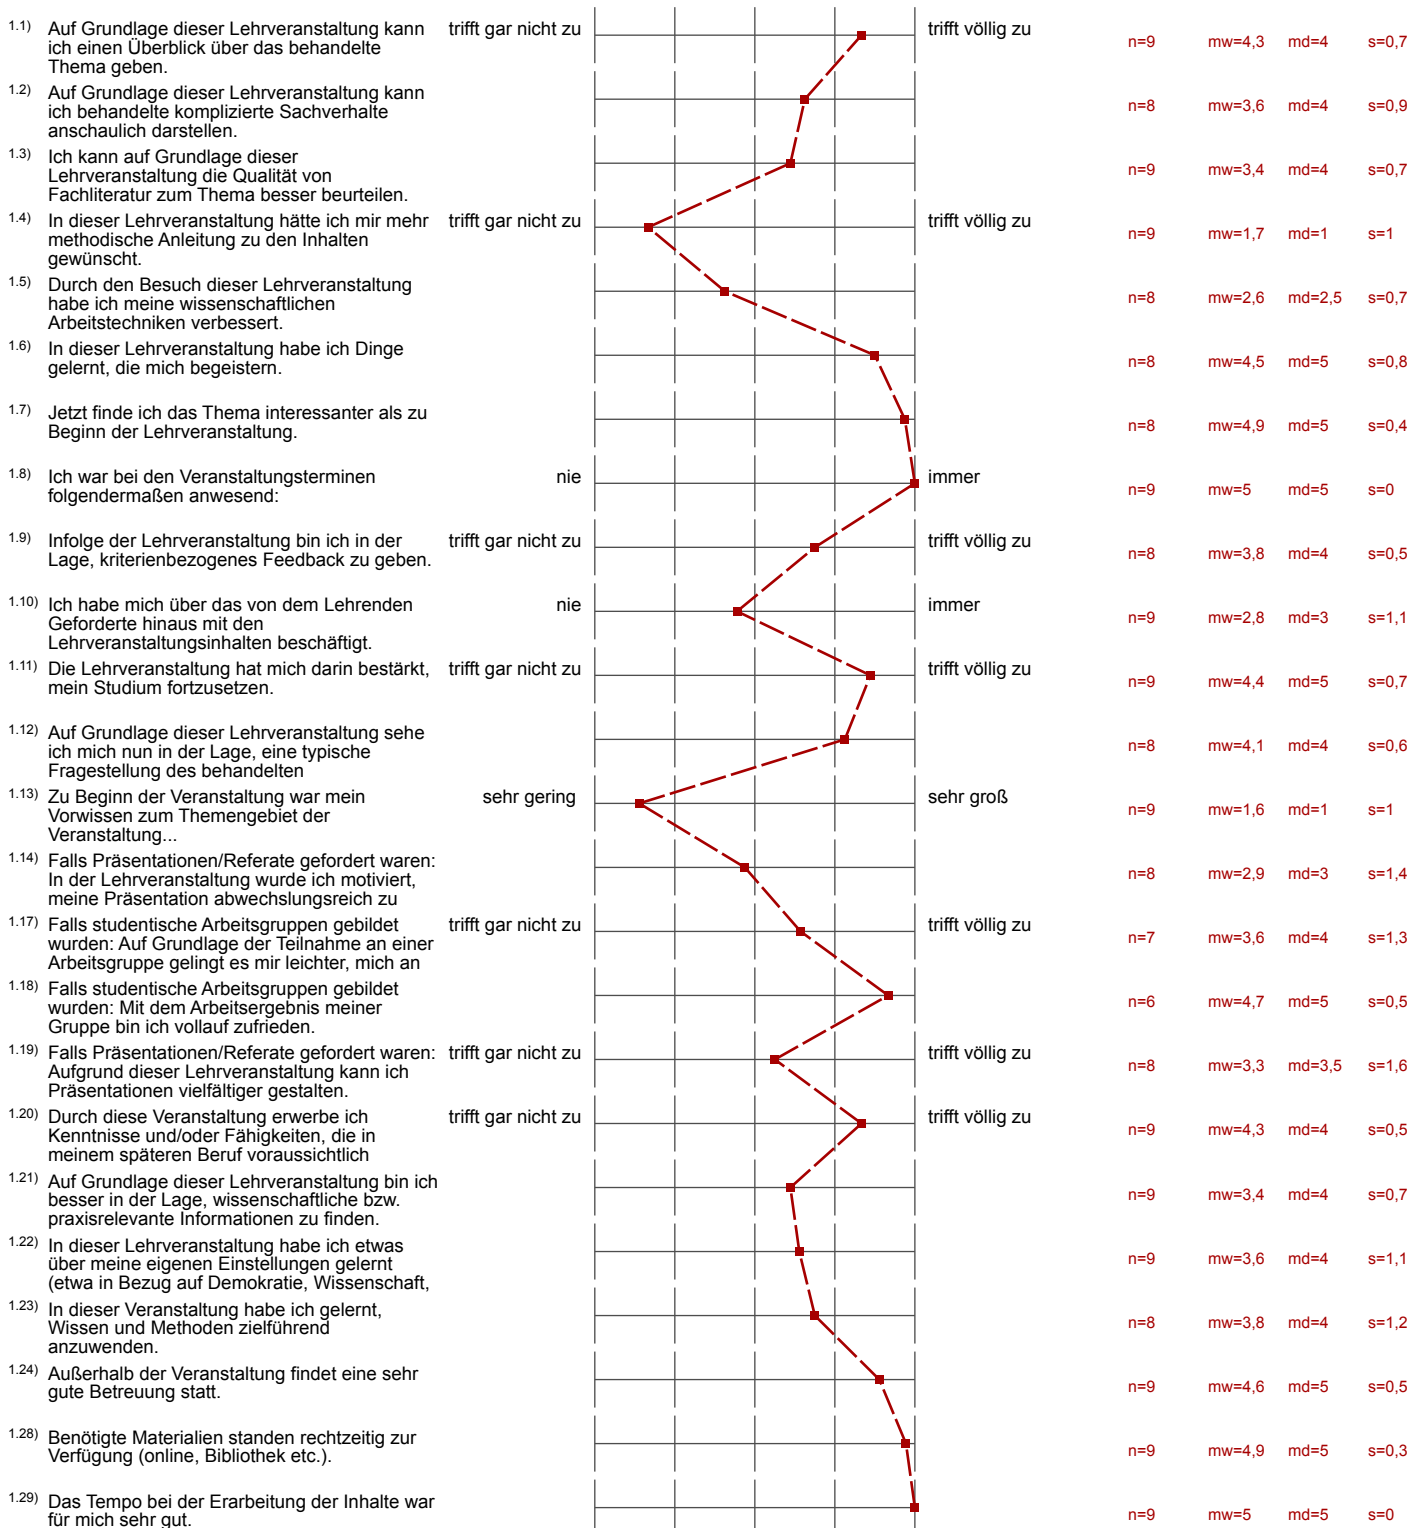 1.1) Auf Grundlage dieser Lehrveranstaltung kann trifft gar nicht zu trifft völlig zu
ich einen Überblick über das behandelte n=9 mw=4,3 md=4 s=0,7
Thema geben.
1.2) Auf Grundlage dieser Lehrveranstaltung kann
ich behandelte komplizierte Sachverhalte n=8 mw=3,6 md=4 s=0,9
anschaulich darstellen.
1.3) Ich kann auf Grundlage dieser
Lehrveranstaltung die Qualität von n=9 mw=3,4 md=4 s=0,7
Fachliteratur zum Thema besser beurteilen.
1.4) In dieser Lehrveranstaltung hätte ich mir mehr trifft gar nicht zu trifft völlig zu
methodische Anleitung zu den Inhalten n=9 mw=1,7 md=1 s=1
gewünscht.
1.5) Durch den Besuch dieser Lehrveranstaltung
habe ich meine wissenschaftlichen n=8 mw=2,6 md=2,5 s=0,7
Arbeitstechniken verbessert.
1.6) In dieser Lehrveranstaltung habe ich Dinge
gelernt, die mich begeistern. n=8 mw=4,5 md=5 s=0,8
1.7) Jetzt finde ich das Thema interessanter als zu
Beginn der Lehrveranstaltung. n=8 mw=4,9 md=5 s=0,4
1.8) Ich war bei den Veranstaltungsterminen nie immer
folgendermaßen anwesend: n=9 mw=5 md=5 s=0
1.9) Infolge der Lehrveranstaltung bin ich in der trifft gar nicht zu trifft völlig zu
Lage, kriterienbezogenes Feedback zu geben. n=8 mw=3,8 md=4 s=0,5
1.10) Ich habe mich über das von dem Lehrenden nie immer
Geforderte hinaus mit den n=9 mw=2,8 md=3 s=1,1
Lehrveranstaltungsinhalten beschäftigt.
1.11) Die Lehrveranstaltung hat mich darin bestärkt, trifft gar nicht zu trifft völlig zu
mein Studium fortzusetzen. n=9 mw=4,4 md=5 s=0,7
1.12) Auf Grundlage dieser Lehrveranstaltung sehe
ich mich nun in der Lage, eine typische n=8 mw=4,1 md=4 s=0,6
Fragestellung des behandelten
1.13) Zu Beginn der Veranstaltung war mein sehr gering sehr groß
Vorwissen zum Themengebiet der n=9 mw=1,6 md=1 s=1
Veranstaltung...
1.14) Falls Präsentationen/Referate gefordert waren:
In der Lehrveranstaltung wurde ich motiviert, n=8 mw=2,9 md=3 s=1,4
meine Präsentation abwechslungsreich zu
1.17) Falls studentische Arbeitsgruppen gebildet trifft gar nicht zu trifft völlig zu
wurden: Auf Grundlage der Teilnahme an einer n=7 mw=3,6 md=4 s=1,3
Arbeitsgruppe gelingt es mir leichter, mich an
1.18) Falls studentische Arbeitsgruppen gebildet
wurden: Mit dem Arbeitsergebnis meiner n=6 mw=4,7 md=5 s=0,5
Gruppe bin ich vollauf zufrieden.
1.19) Falls Präsentationen/Referate gefordert waren: trifft gar nicht zu trifft völlig zu
Aufgrund dieser Lehrveranstaltung kann ich n=8 mw=3,3 md=3,5 s=1,6
Präsentationen vielfältiger gestalten.
1.20) Durch diese Veranstaltung erwerbe ich trifft gar nicht zu trifft völlig zu
Kenntnisse und/oder Fähigkeiten, die in n=9 mw=4,3 md=4 s=0,5
meinem späteren Beruf voraussichtlich
1.21) Auf Grundlage dieser Lehrveranstaltung bin ich
besser in der Lage, wissenschaftliche bzw. n=9 mw=3,4 md=4 s=0,7
praxisrelevante Informationen zu finden.
1.22) In dieser Lehrveranstaltung habe ich etwas
über meine eigenen Einstellungen gelernt n=9 mw=3,6 md=4 s=1,1
(etwa in Bezug auf Demokratie, Wissenschaft,
1.23) In dieser Veranstaltung habe ich gelernt,
Wissen und Methoden zielführend n=8 mw=3,8 md=4 s=1,2
anzuwenden.
1.24) Außerhalb der Veranstaltung findet eine sehr
gute Betreuung statt. n=9 mw=4,6 md=5 s=0,5
1.28) Benötigte Materialien standen rechtzeitig zur
Verfügung (online, Bibliothek etc.). n=9 mw=4,9 md=5 s=0,3
1.29) Das Tempo bei der Erarbeitung der Inhalte war
für mich sehr gut. n=9 mw=5 md=5 s=0